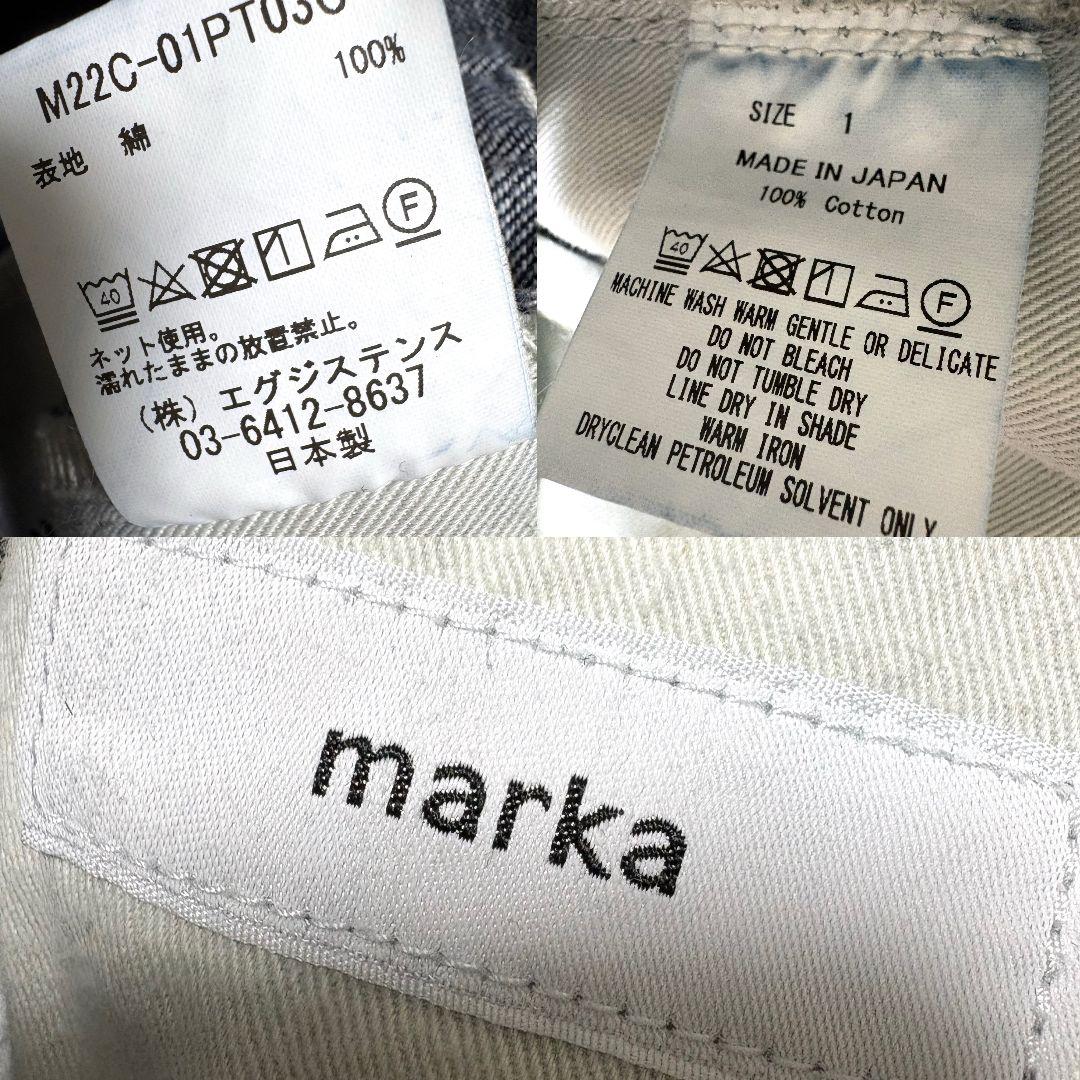 M22C-01PT03C
表地 綿 100%
40 F
ネット使用。
濡れたままの放置禁止。
(株) エグジステンス
03-6412-8637
日本製
SIZE 1
MADE IN JAPAN
100% Cotton
40 F
MACHINE WASH WARM GENTLE OR DELICATE
DO NOT BLEACH
DO NOT TUMBLE DRY
LINE DRY IN SHADE
WARM IRON
DRYCLEAN PETROLEUM SOLVENT ONLY
marka